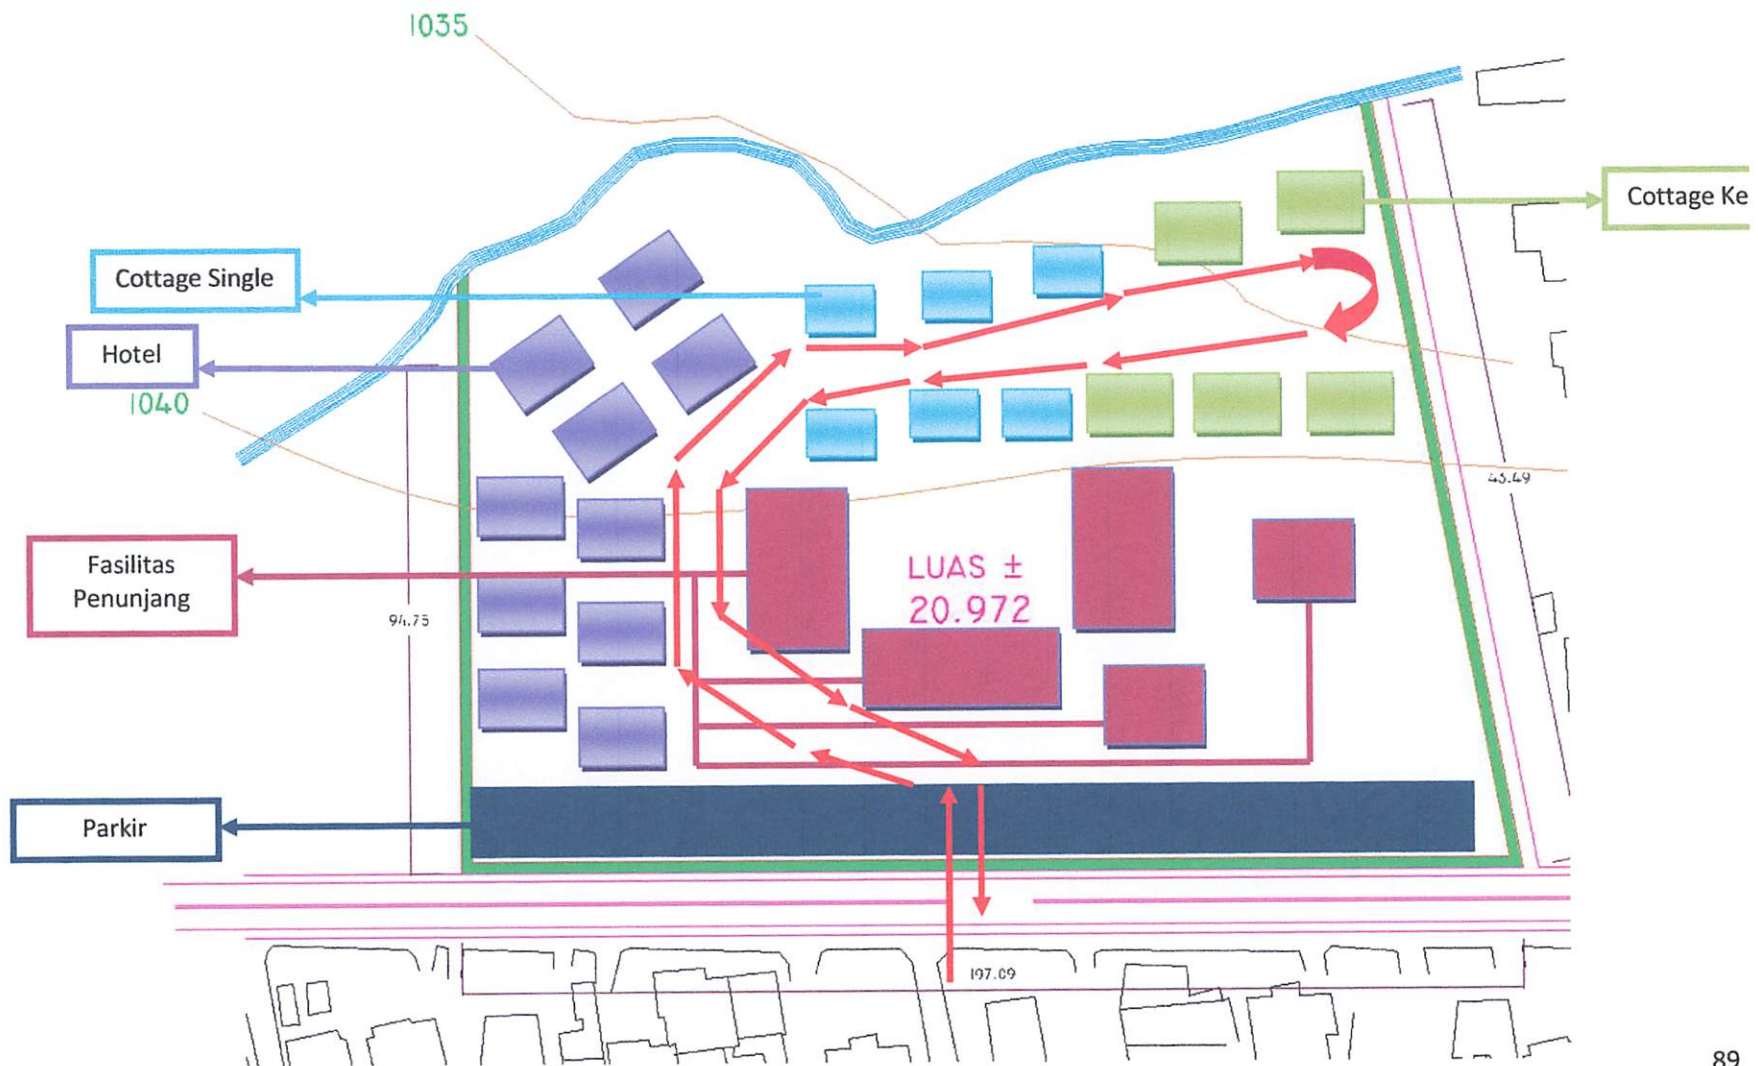 1035
Cottage Ke
Cottage Single
Hotel
1040
43.49
Fasilitas
Penunjang
LUAS ±
20.972
94.75
Parkir
197.09
89